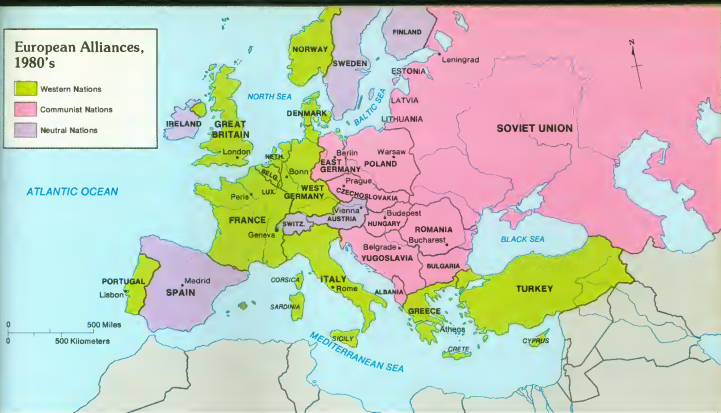 European Alliances,
1980's
Western Nations
Communist Nations
Neutral Nations
N
NORWAY
SWEDEN
FINLAND
Leningrad
ESTONIA
NORTH SEA
BALTIC SEA
LATVIA
DENMARK
LITHUANIA
IRELAND
GREAT
BRITAIN
SOVIET UNION
London
NETH.
Berlin
EAST
GERMANY
Warsaw
POLAND
BELG.
Bonn
Prague
ATLANTIC OCEAN
LUX.
WEST
GERMANY
CZECHOSLOVAKIA
Paris
Vienna
AUSTRIA
Budapest
HUNGARY
FRANCE
SWITZ.
Geneva
ROMANIA
Bucharest
BLACK SEA
Belgrade
YUGOSLAVIA
BULGARIA
PORTUGAL
Lisbon
Madrid
SPAIN
CORSICA
ITALY
Rome
ALBANIA
TURKEY
SARDINIA
GREECE
Athens
0 500 Miles
0 500 Kilometers
SICILY
MEDITERRANEAN SEA
CRETE
CYPRUS